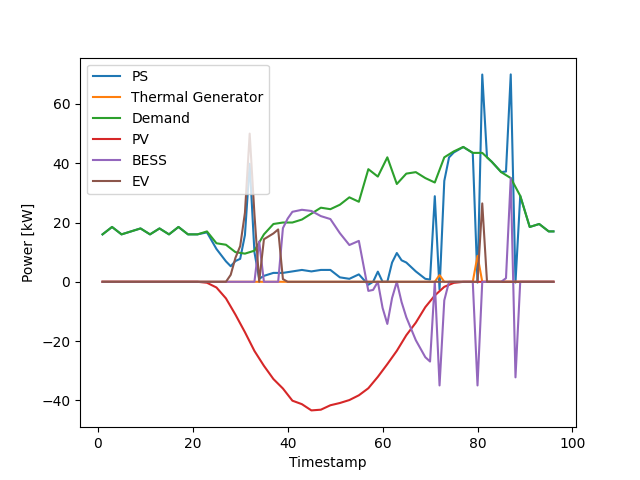 PS
Thermal Generator
Demand
PV
BESS
EV
60
40
20
0
−20
−40
Power [kW]
0 20 40 60 80 100
Timestamp